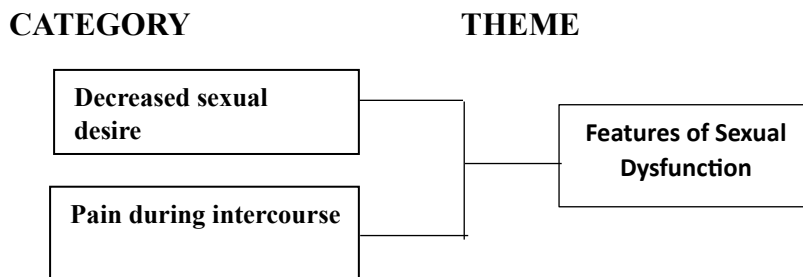 CATEGORY THEME
Decreased sexual
desire
Pain during intercourse
Features of Sexual
Dysfunction